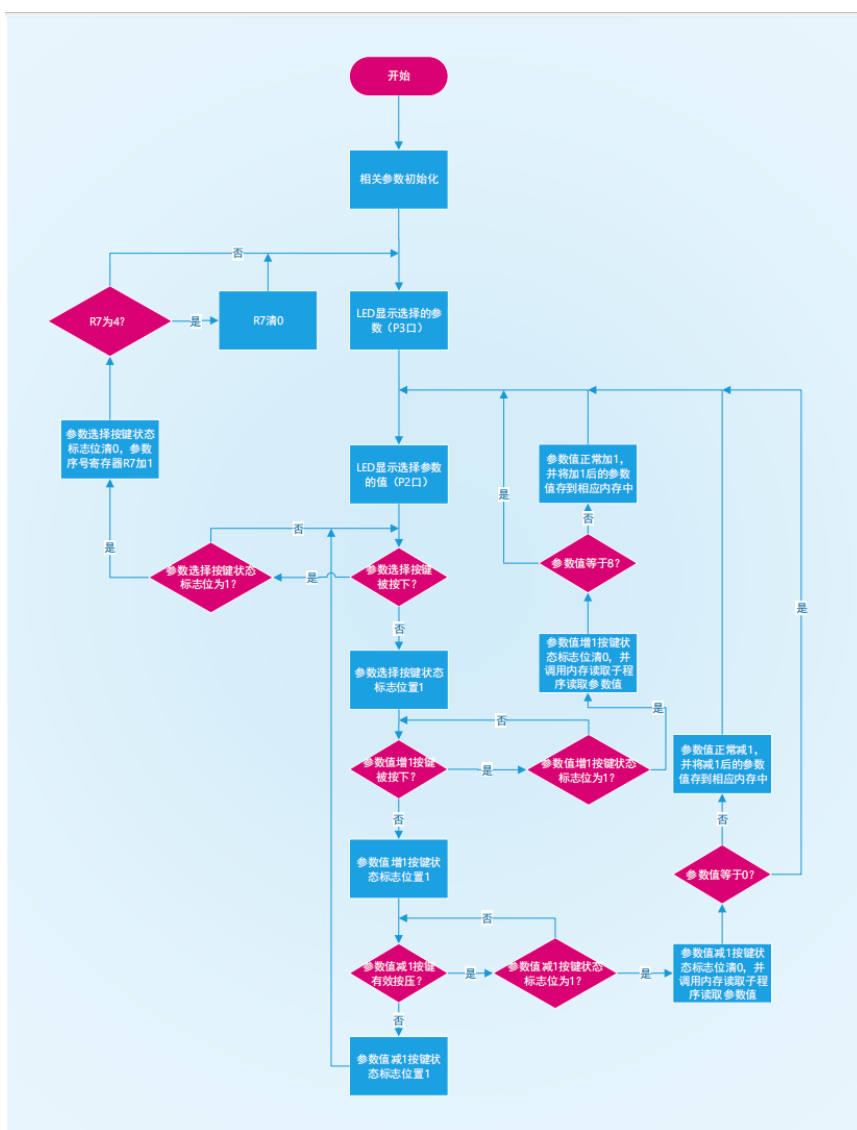 开始
相关参数初始化
否
R7为4?
是
R7清0
LED显示选择的参
数（P3口）
参数选择按键状态
标志位清0，参数
序号寄存器R7加1
LED显示选择参数
的值（P2口）
参数值正常加1，
并将加1后的参数
值存到相应内存中
是
否
否
是
参数选择按键状态
标志位为1？
是
参数选择按键
被按下？
参数值等于8？
是
否
参数选择按键状态
标志位置1
参数值增1按键状
态标志位清0，并
调用内存读取子程
序读取参数值
否
是
参数值增1按键
被按下？
是
参数值增1按键状态
标志位为1？
参数值正常减1，
并将减1后的参数
值存到相应内存中
否
否
参数值增1按键状
态标志位置1
参数值等于0？
否
参数值减1按键
有效按压？
是
参数值减1按键状态
标志位为1？
是
参数值减1按键状
态标志位清0，并
调用内存读取子程
序读取参数值
否
参数值减1按键状
态标志位置1